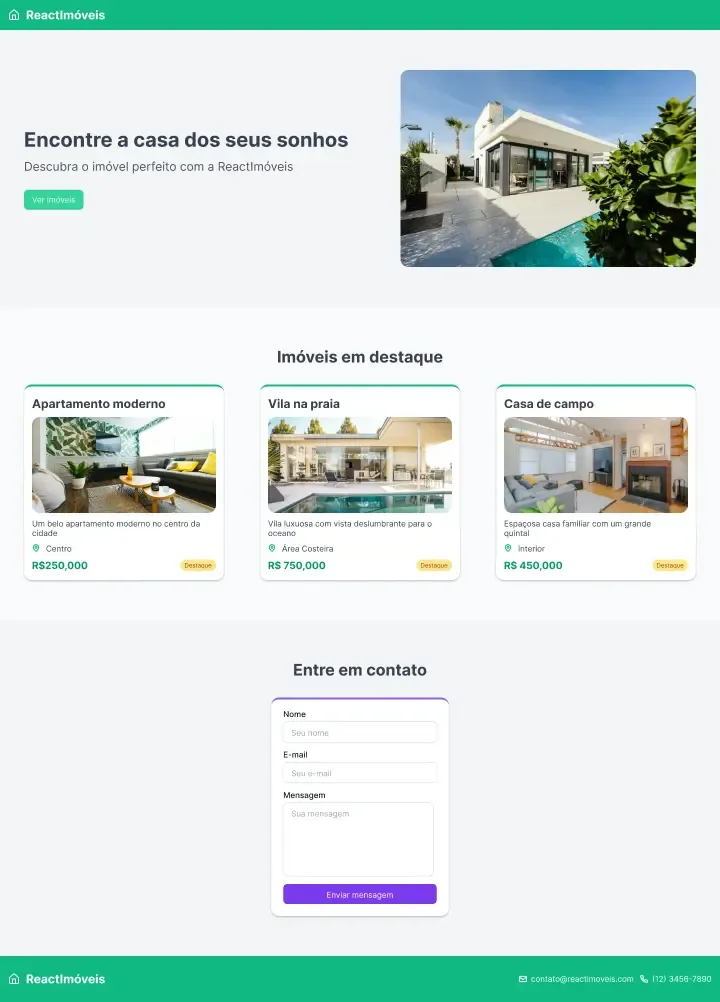 ReactImóveis
Encontre a casa dos seus sonhos
Descubra o imóvel perfeito com a ReactImóveis
Ver Imóveis
Imóveis em destaque
Apartamento moderno
Um belo apartamento moderno no centro da
cidade
Centro
R$250,000
Destaque
Vila na praia
Vila luxuosa com vista deslumbrante para o
oceano
Área Costeira
R$ 750,000
Destaque
Casa de campo
Espaçosa casa familiar com um grande
quintal
Interior
R$ 450,000
Destaque
Entre em contato
Nome
Seu nome
E-mail
Seu e-mail
Mensagem
Sua mensagem
Enviar mensagem
ReactImóveis
contato@reactimoveis.com
(12) 3456-7890